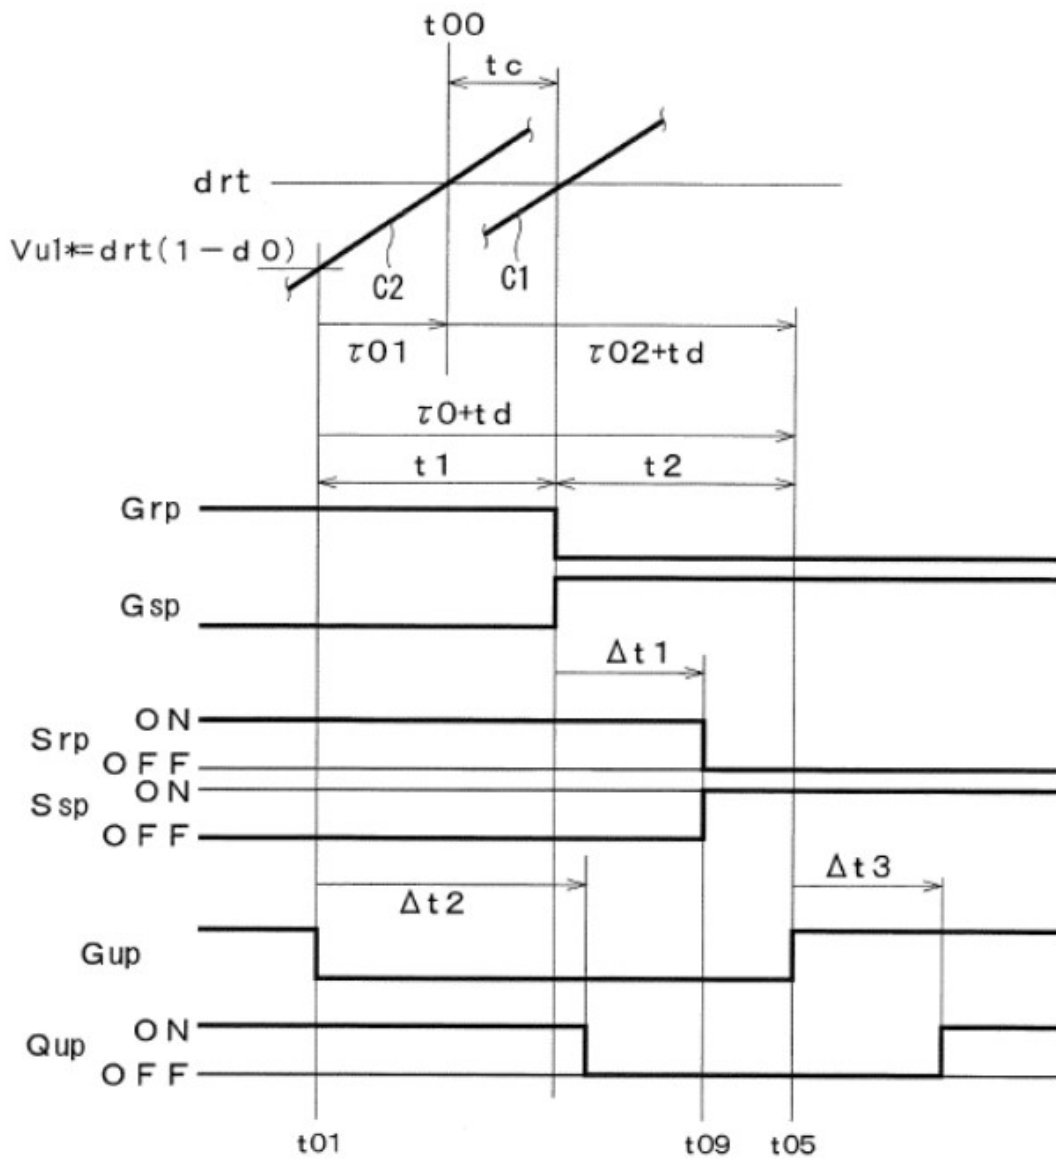 t00
tc
drt
Vu1*=drt(1-d0)
C2
C1
τ01
τ02+td
τ0+td
t1
t2
Grp
Gsp
Δt1
Srp
ON
OFF
Ssp
ON
OFF
Δt2
Δt3
Gup
Qup
ON
OFF
t01
t09
t05